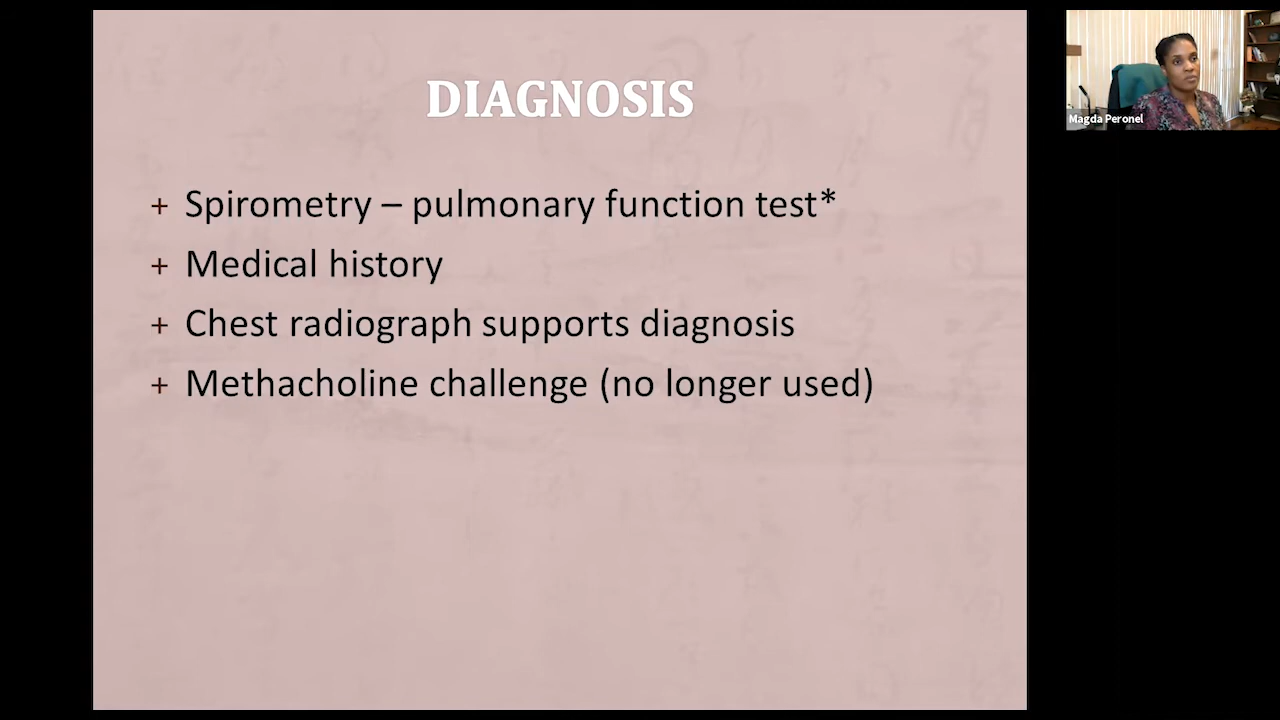 DIAGNOSIS
+ Spirometry – pulmonary function test*
+ Medical history
+ Chest radiograph supports diagnosis
+ Methacholine challenge (no longer used)
Magda Peronel